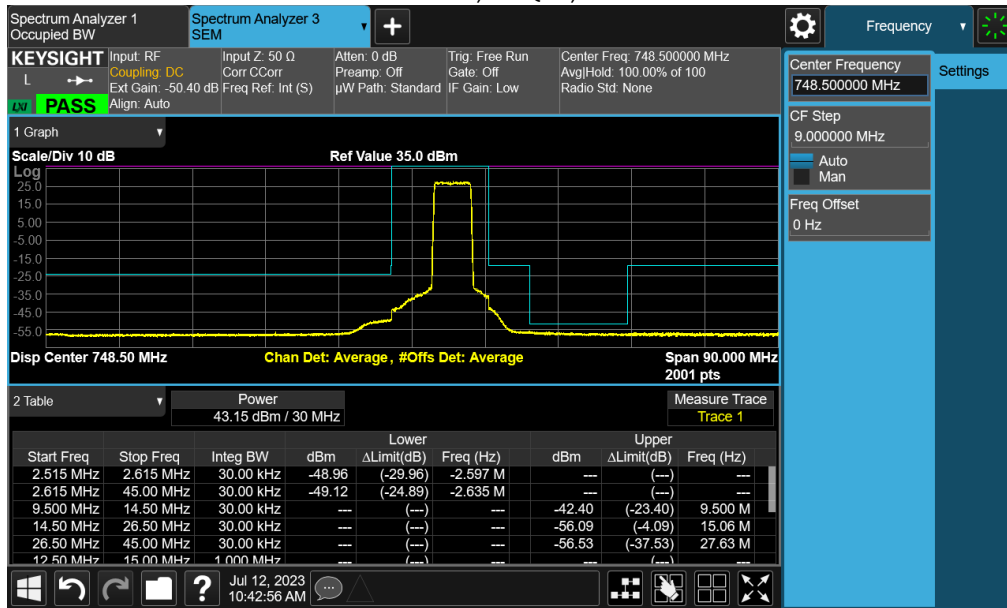 Spectrum Analyzer 1
Occupied BW
Spectrum Analyzer 3
SEM
Frequency
KEYSIGHT
L
LXI
PASS
Input: RF
Coupling: DC
Ext Gain: -50.40 dB
Align: Auto
Input Z: 50 Ω
Corr CCorr
Freq Ref: Int (S)
Atten: 0 dB
Preamp: Off
µW Path: Standard
Trig: Free Run
Gate: Off
IF Gain: Low
Center Freq: 748.500000 MHz
Avg|Hold: 100.00% of 100
Radio Std: None
Center Frequency
748.500000 MHz
Settings
CF Step
9.000000 MHz
Auto
Man
Freq Offset
0 Hz
1 Graph
Scale/Div 10 dB
Ref Value 35.0 dBm
Log
25.0
15.0
5.00
-5.00
-15.0
-25.0
-35.0
-45.0
-55.0
Disp Center 748.50 MHz
Chan Det: Average, #Offs Det: Average
Span 90.000 MHz
2001 pts
2 Table
Power
43.15 dBm / 30 MHz
Measure Trace
Trace 1
Lower Upper
Start Freq Stop Freq Integ BW dBm ΔLimit(dB) Freq (Hz) dBm ΔLimit(dB) Freq (Hz)
2.515 MHz 2.615 MHz 30.00 kHz -48.96 (-29.96) -2.597 M --- (---) ---
2.615 MHz 45.00 MHz 30.00 kHz -49.12 (-24.89) -2.635 M --- (---) ---
9.500 MHz 14.50 MHz 30.00 kHz --- (---) --- -42.40 (-23.40) 9.500 M
14.50 MHz 26.50 MHz 30.00 kHz --- (---) --- -56.09 (-4.09) 15.06 M
26.50 MHz 45.00 MHz 30.00 kHz --- (---) --- -56.53 (-37.53) 27.63 M
12.50 MHz 15.00 MHz 1.000 MHz --- (---) --- --- (---) ---
Jul 12, 2023
10:42:56 AM